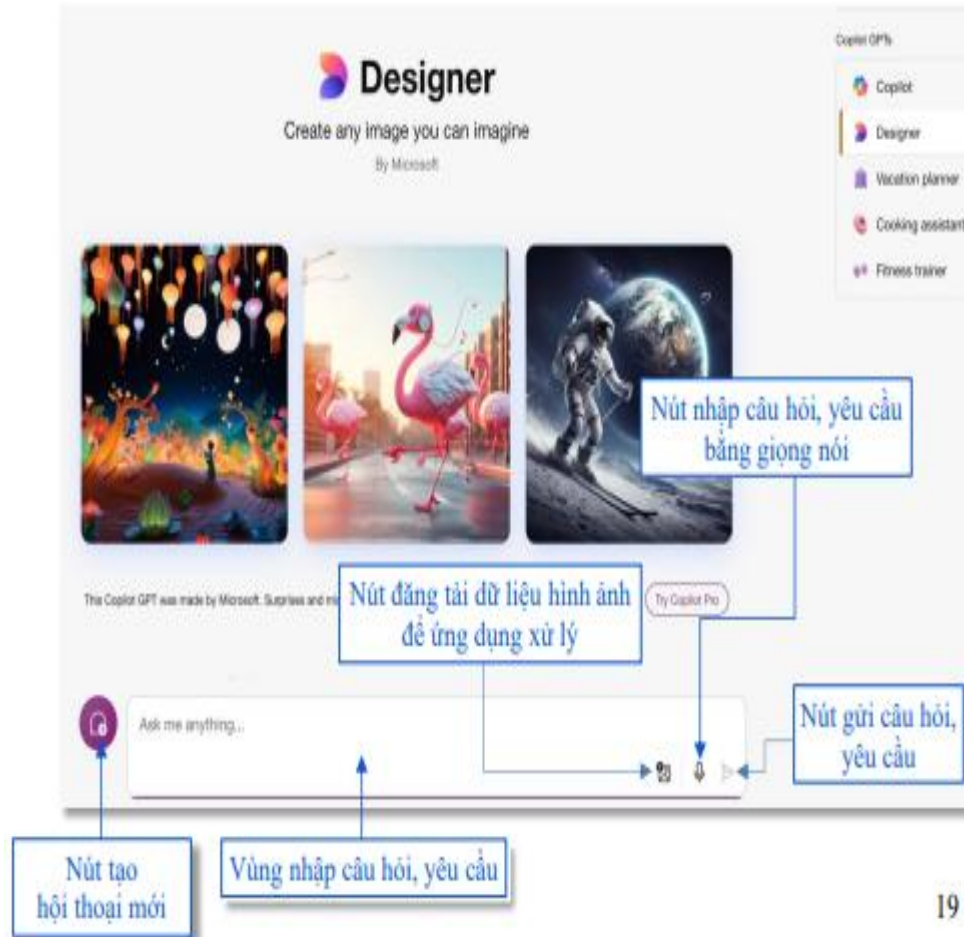 Copilot GPTs
Designer
Create any image you can imagine
By Microsoft
Copilot
Designer
Vacation planner
Cooking assistant
Fitness trainer
Nút nhập câu hỏi, yêu cầu
bằng giọng nói
This Copilot GPT was made by Microsoft. Surprises and
Nút đăng tải dữ liệu hình ảnh
để ứng dụng xử lý
Try Copilot Pro
Ask me anything...
Nút gửi câu hỏi,
yêu cầu
Nút tạo
hội thoại mới
Vùng nhập câu hỏi, yêu cầu
19